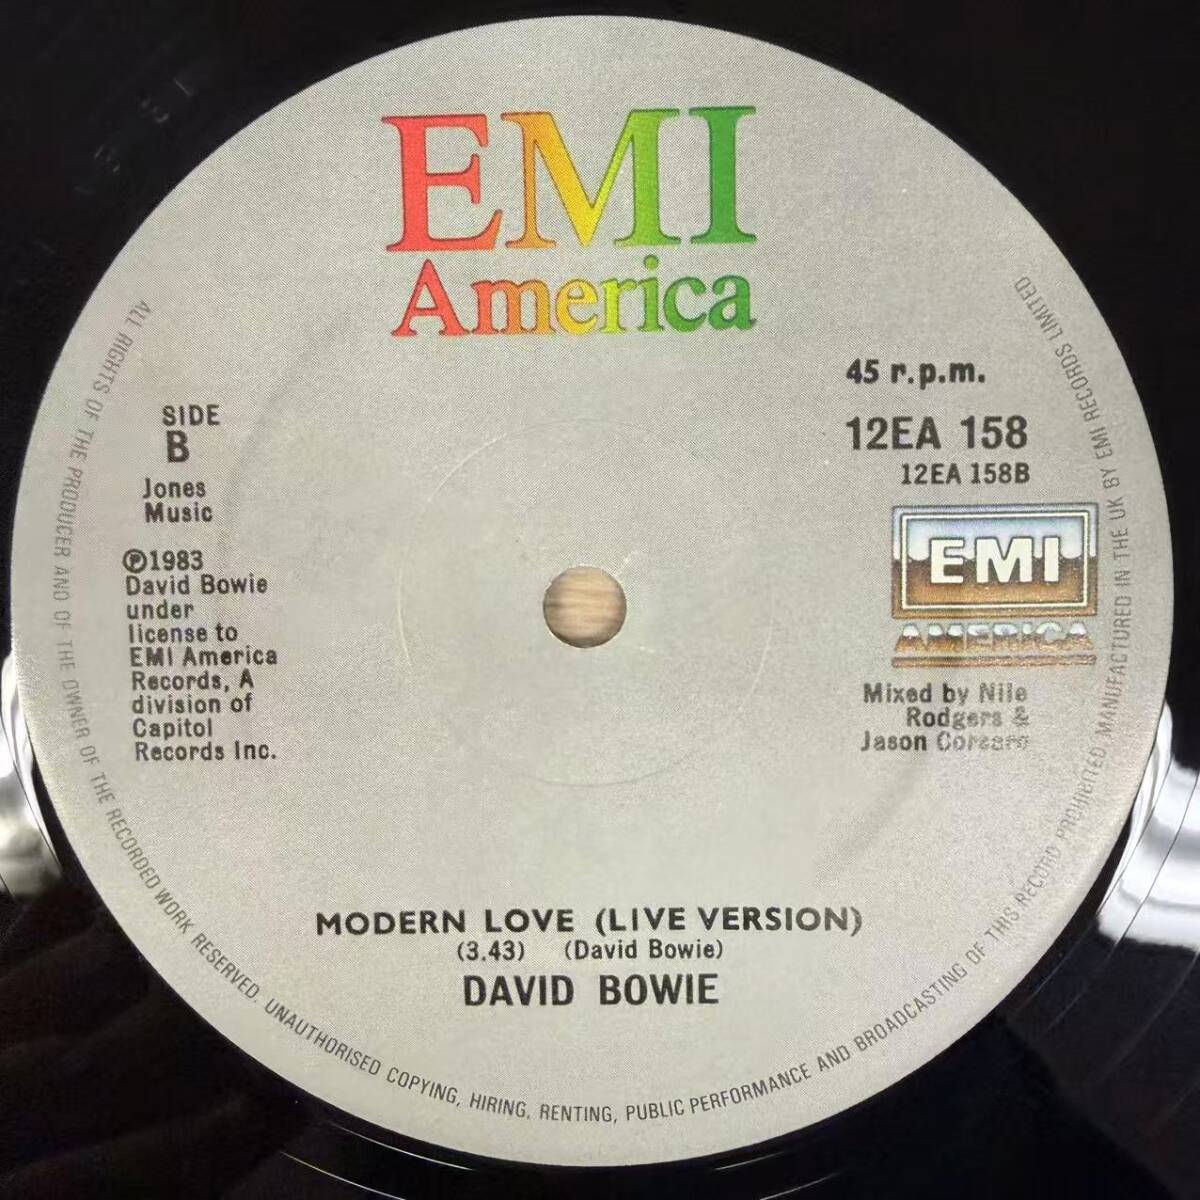 EMI
America
45 r.p.m.
12EA 158
12EA 158B
SIDE
B
Jones
Music
Ⓟ1983
David Bowie
under
license to
EMI America
Records, A
division of
Capitol
Records Inc.
EMI
AMERICA
Mixed by Nile
Rodgers &
Jason Corsaro
MODERN LOVE (LIVE VERSION)
(3.43) (David Bowie)
DAVID BOWIE
ALL RIGHTS OF THE PRODUCER AND OF THE OWNER OF THE RECORDED WORK RESERVED. UNAUTHORISED COPYING, HIRING, RENTING, PUBLIC PERFORMANCE AND BROADCASTING OF THIS RECORD PROHIBITED. MANUFACTURED IN THE UK BY EMI RECORDS LIMITED